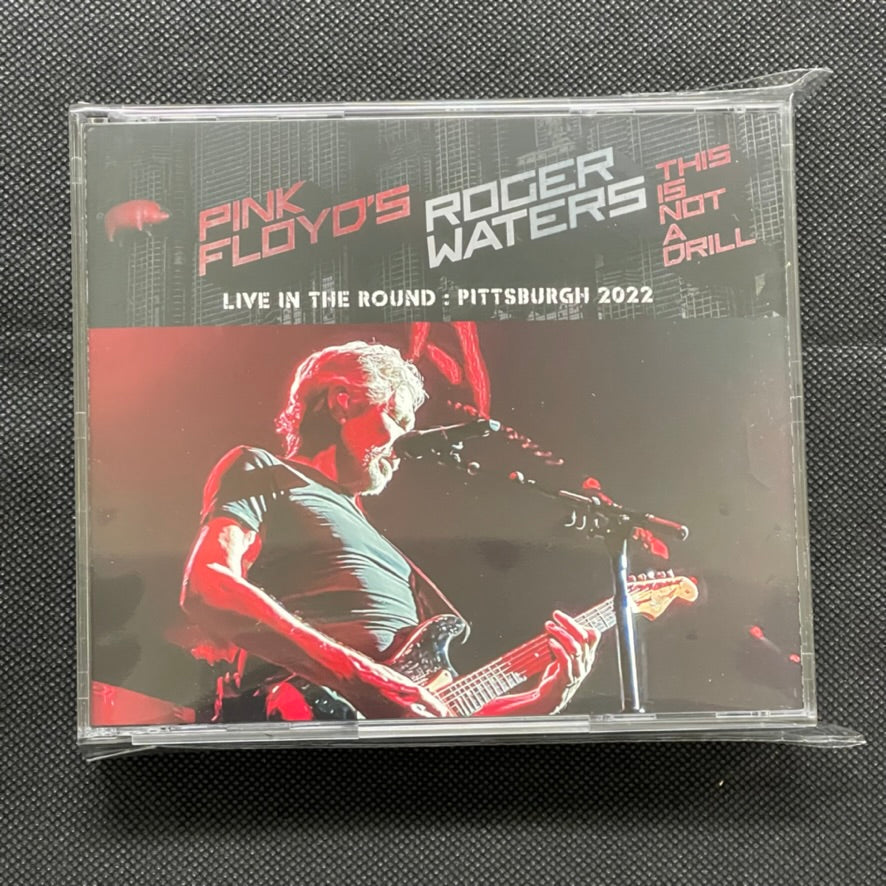 PINK
FLOYD'S
ROGER
WATERS
THIS
IS
NOT
A
DRILL
LIVE IN THE ROUND : PITTSBURGH 2022